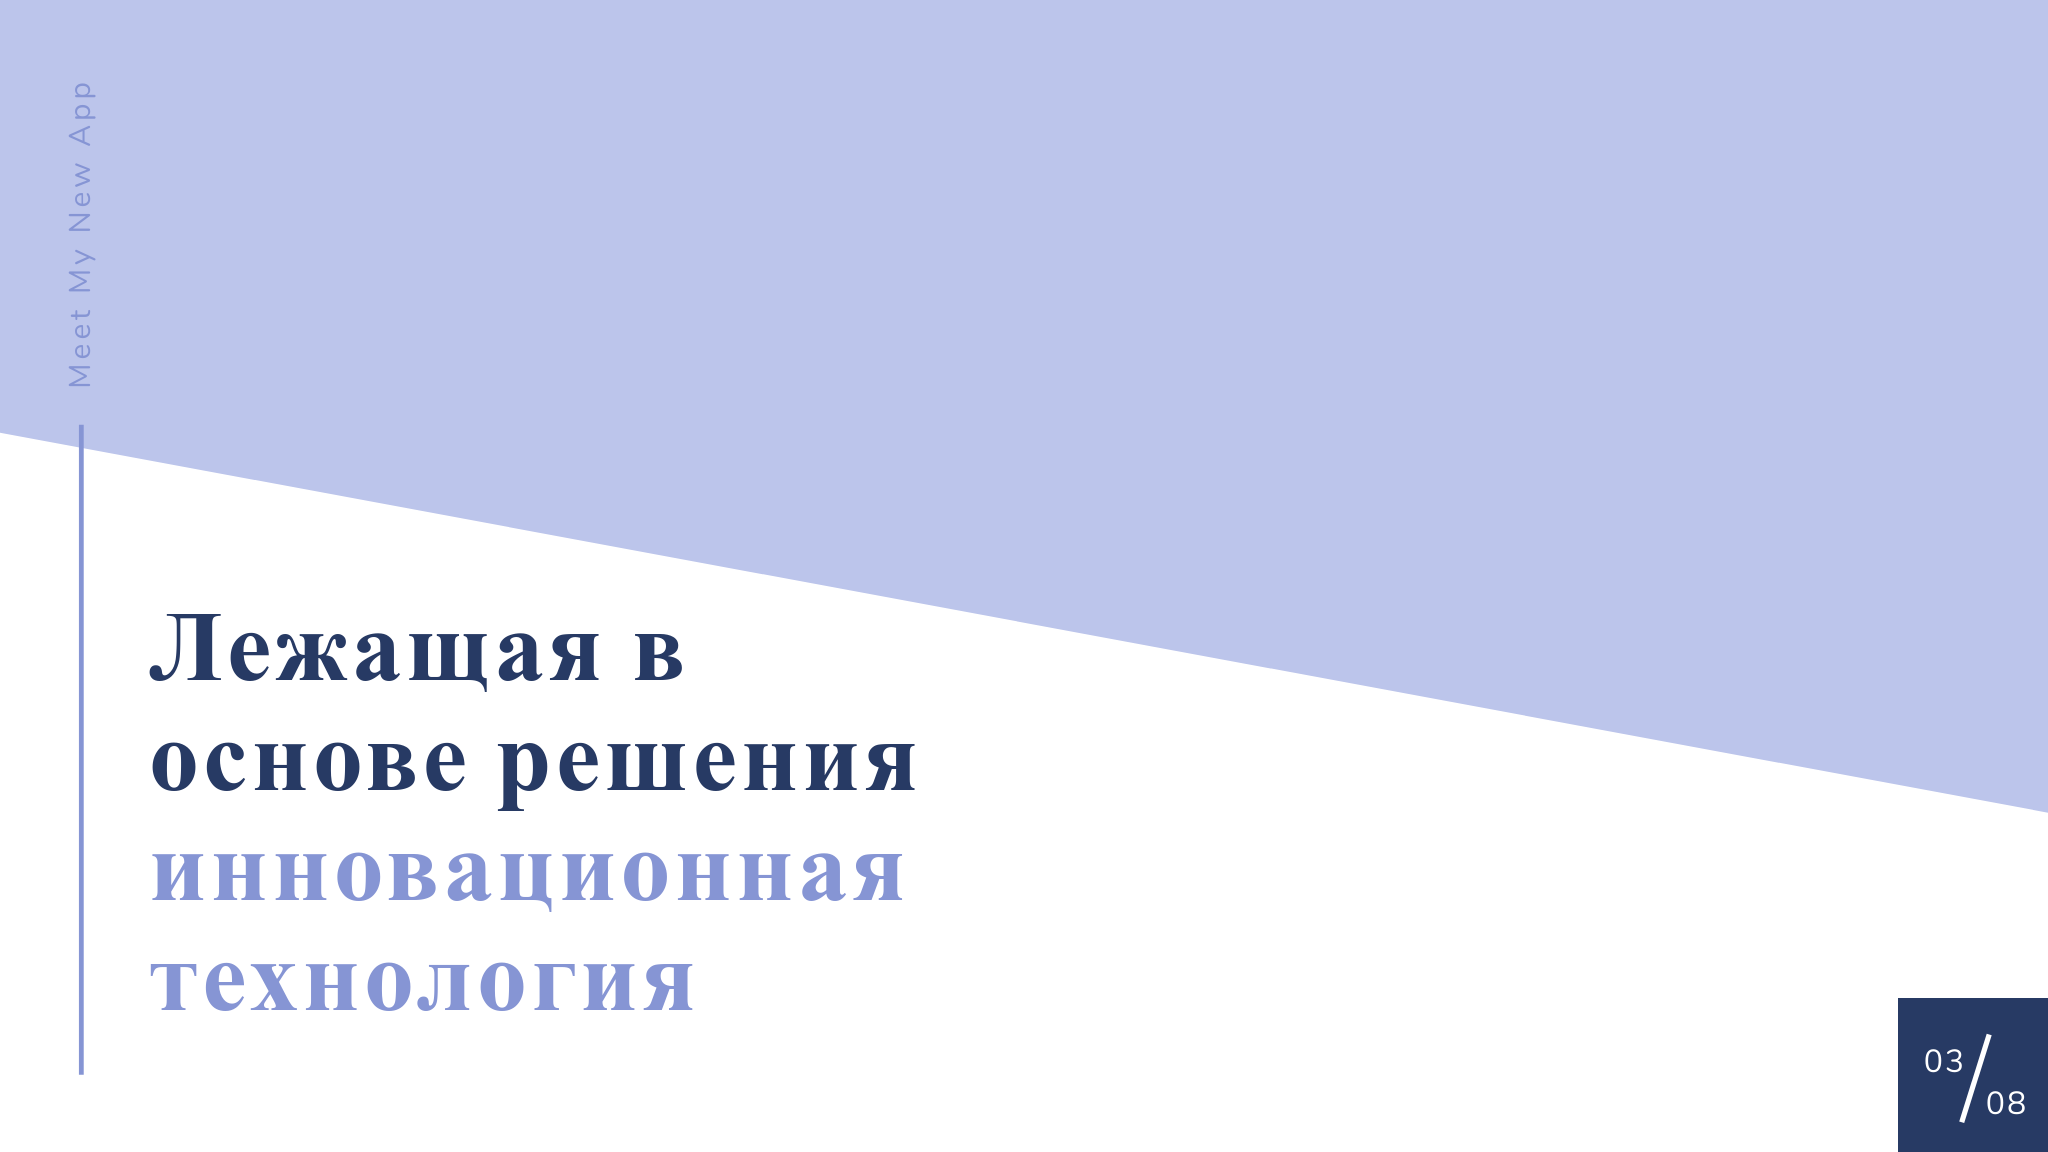 Meet My New App
Лежащая в
основе решения
инновационная
технология
03/08